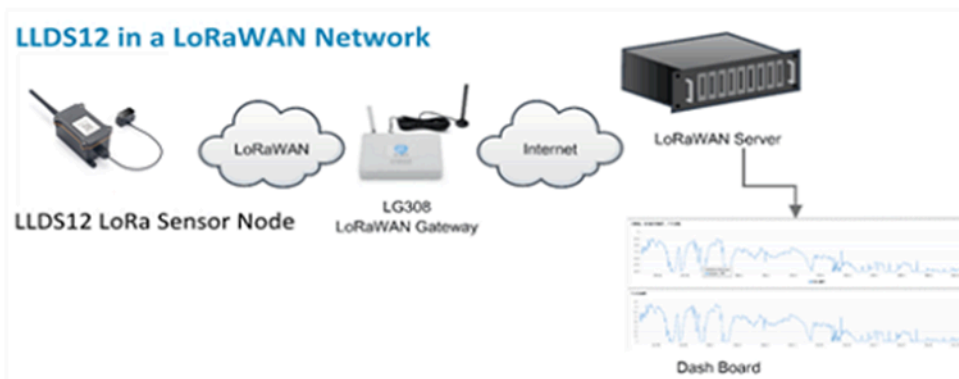 LLDS12 in a LoRaWAN Network
LoRaWAN
Internet
LoRaWAN Server
LG308
LoRaWAN Gateway
LLDS12 LoRa Sensor Node
Dash Board